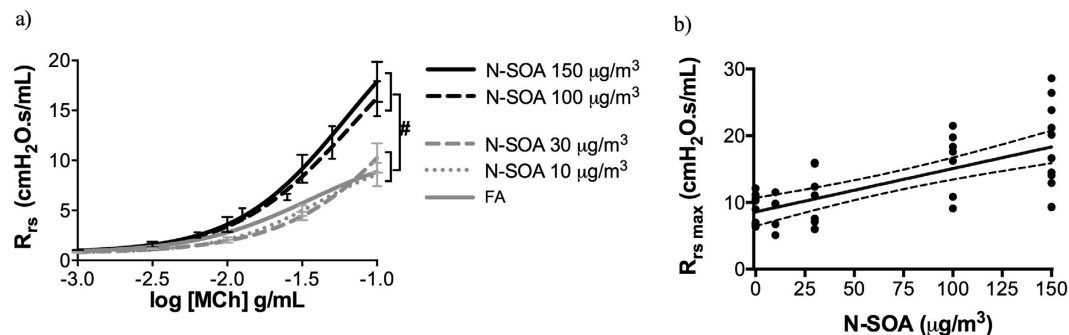 a)
20
15
10
5
0
Rrs (cmH2O.s/mL)
-3.0 -2.5 -2.0 -1.5 -1.0
log [MCh] g/mL
#
N-SOA 150 µg/m3
N-SOA 100 µg/m3
N-SOA 30 µg/m3
N-SOA 10 µg/m3
FA
b)
30
20
10
0
Rrs max (cmH2O.s/mL)
0 25 50 75 100 125 150
N-SOA (µg/m3)